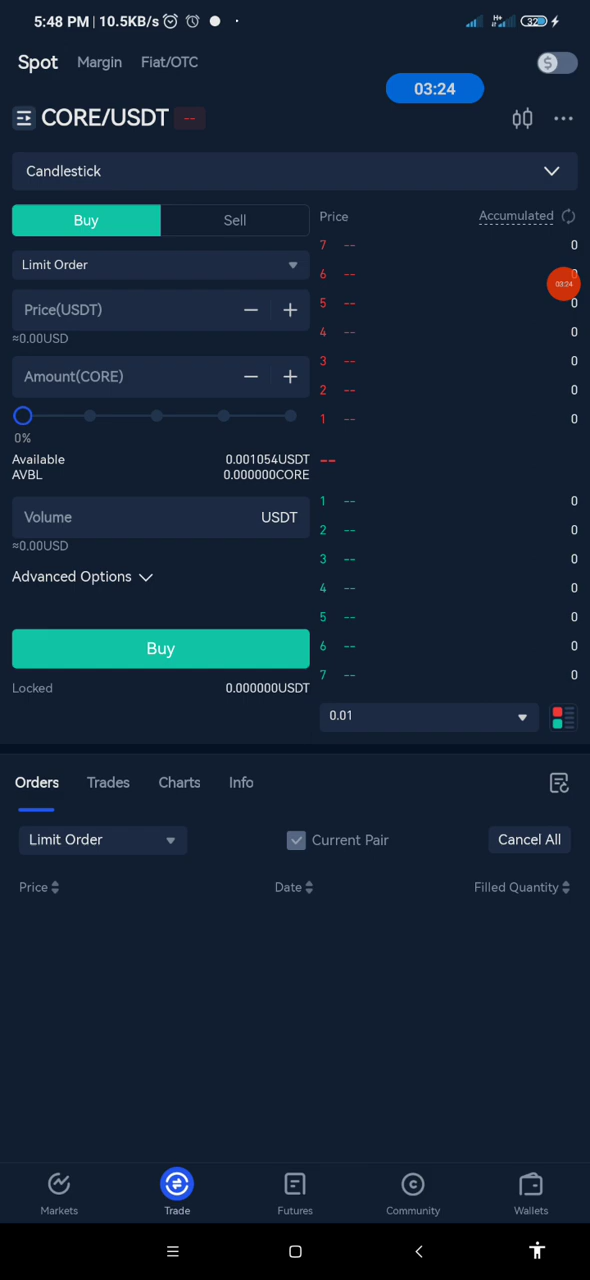 5:48 PM | 10.5KB/s
32
Spot Margin Fiat/OTC
$
03:24
CORE/USDT --
Candlestick
Buy Sell
Price Accumulated
Limit Order
7 -- 0
6 -- 0
Price(USDT) − +
03:24
5 -- 0
≈0.00USD
4 -- 0
Amount(CORE) − +
3 -- 0
2 -- 0
1 -- 0
0%
Available 0.001054USDT
AVBL 0.000000CORE
--
1 -- 0
Volume USDT
2 -- 0
≈0.00USD
3 -- 0
Advanced Options
4 -- 0
5 -- 0
Buy
6 -- 0
7 -- 0
Locked 0.000000USDT
0.01
Orders Trades Charts Info
Limit Order Current Pair Cancel All
Price Date Filled Quantity
Markets Trade Futures Community Wallets